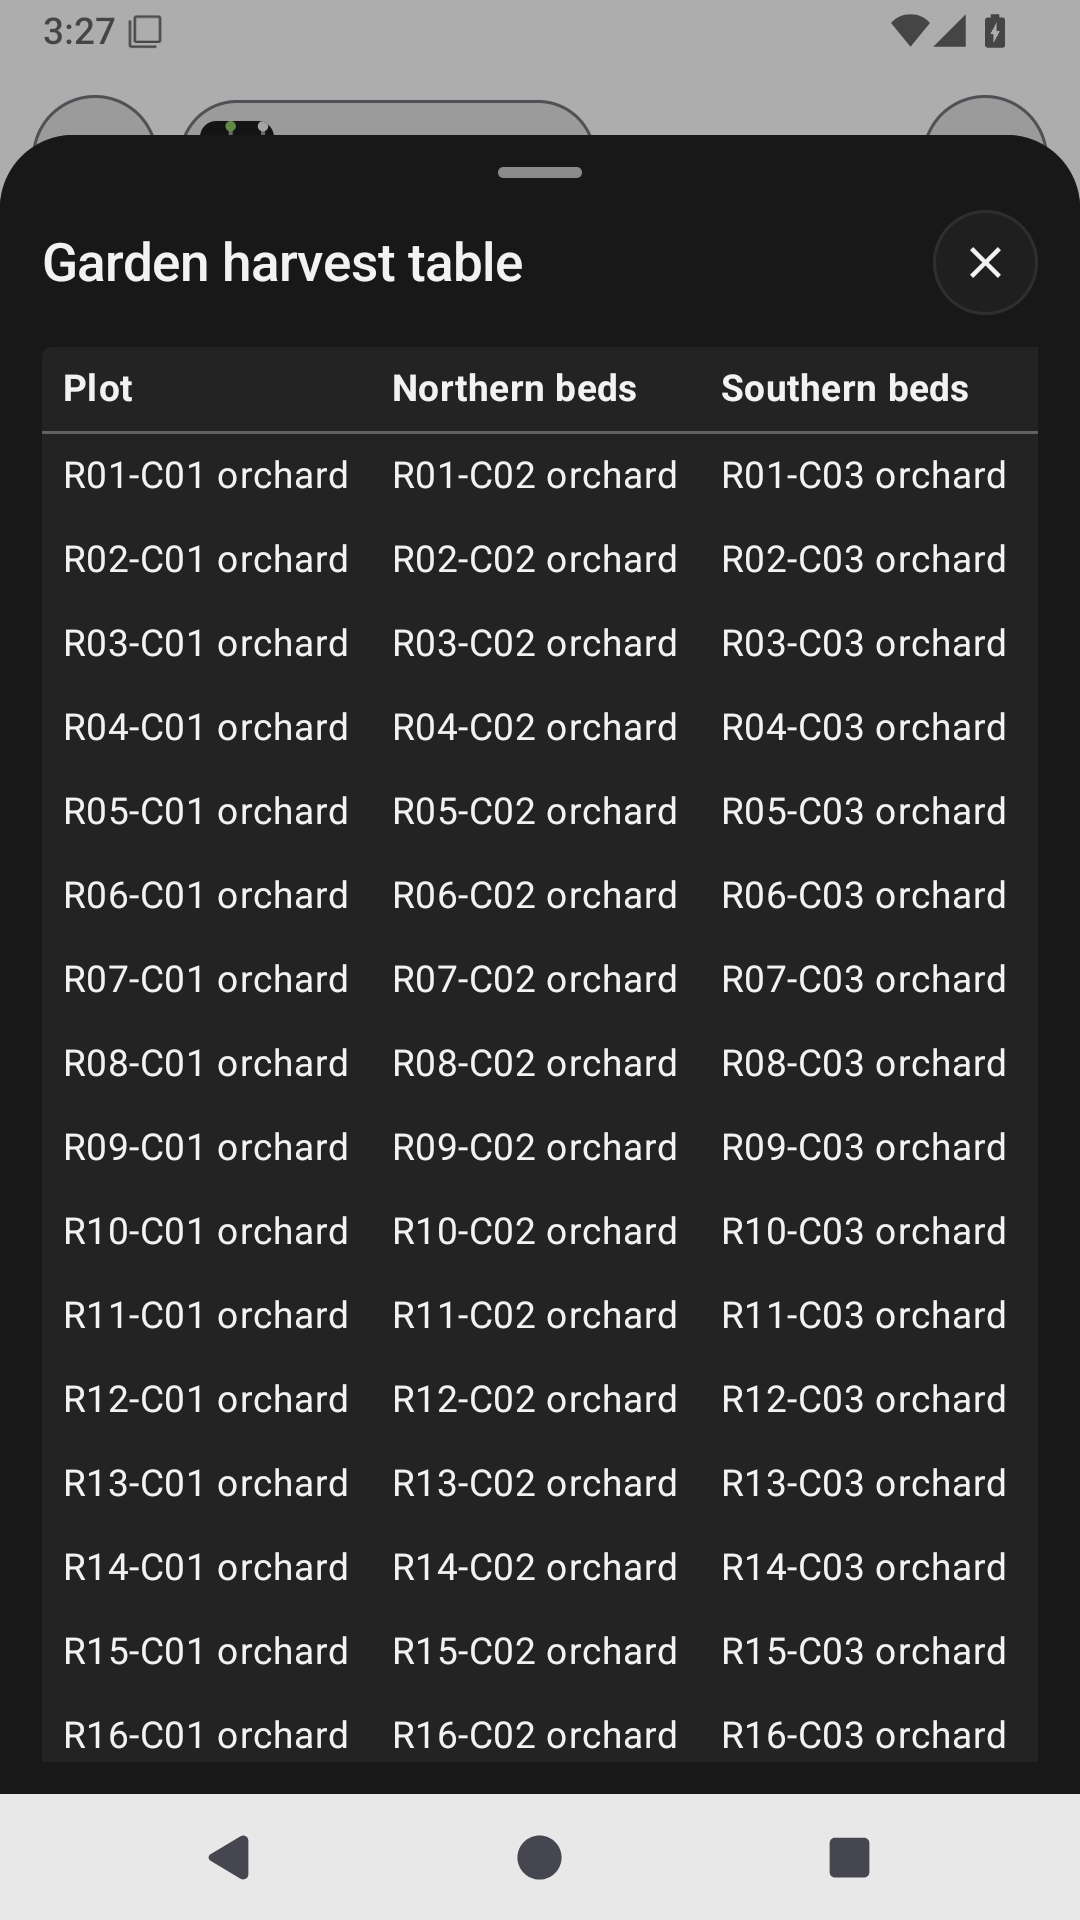 3:27
Garden harvest table
Plot Northern beds Southern beds
R01-C01 orchard R01-C02 orchard R01-C03 orchard
R02-C01 orchard R02-C02 orchard R02-C03 orchard
R03-C01 orchard R03-C02 orchard R03-C03 orchard
R04-C01 orchard R04-C02 orchard R04-C03 orchard
R05-C01 orchard R05-C02 orchard R05-C03 orchard
R06-C01 orchard R06-C02 orchard R06-C03 orchard
R07-C01 orchard R07-C02 orchard R07-C03 orchard
R08-C01 orchard R08-C02 orchard R08-C03 orchard
R09-C01 orchard R09-C02 orchard R09-C03 orchard
R10-C01 orchard R10-C02 orchard R10-C03 orchard
R11-C01 orchard R11-C02 orchard R11-C03 orchard
R12-C01 orchard R12-C02 orchard R12-C03 orchard
R13-C01 orchard R13-C02 orchard R13-C03 orchard
R14-C01 orchard R14-C02 orchard R14-C03 orchard
R15-C01 orchard R15-C02 orchard R15-C03 orchard
R16-C01 orchard R16-C02 orchard R16-C03 orchard